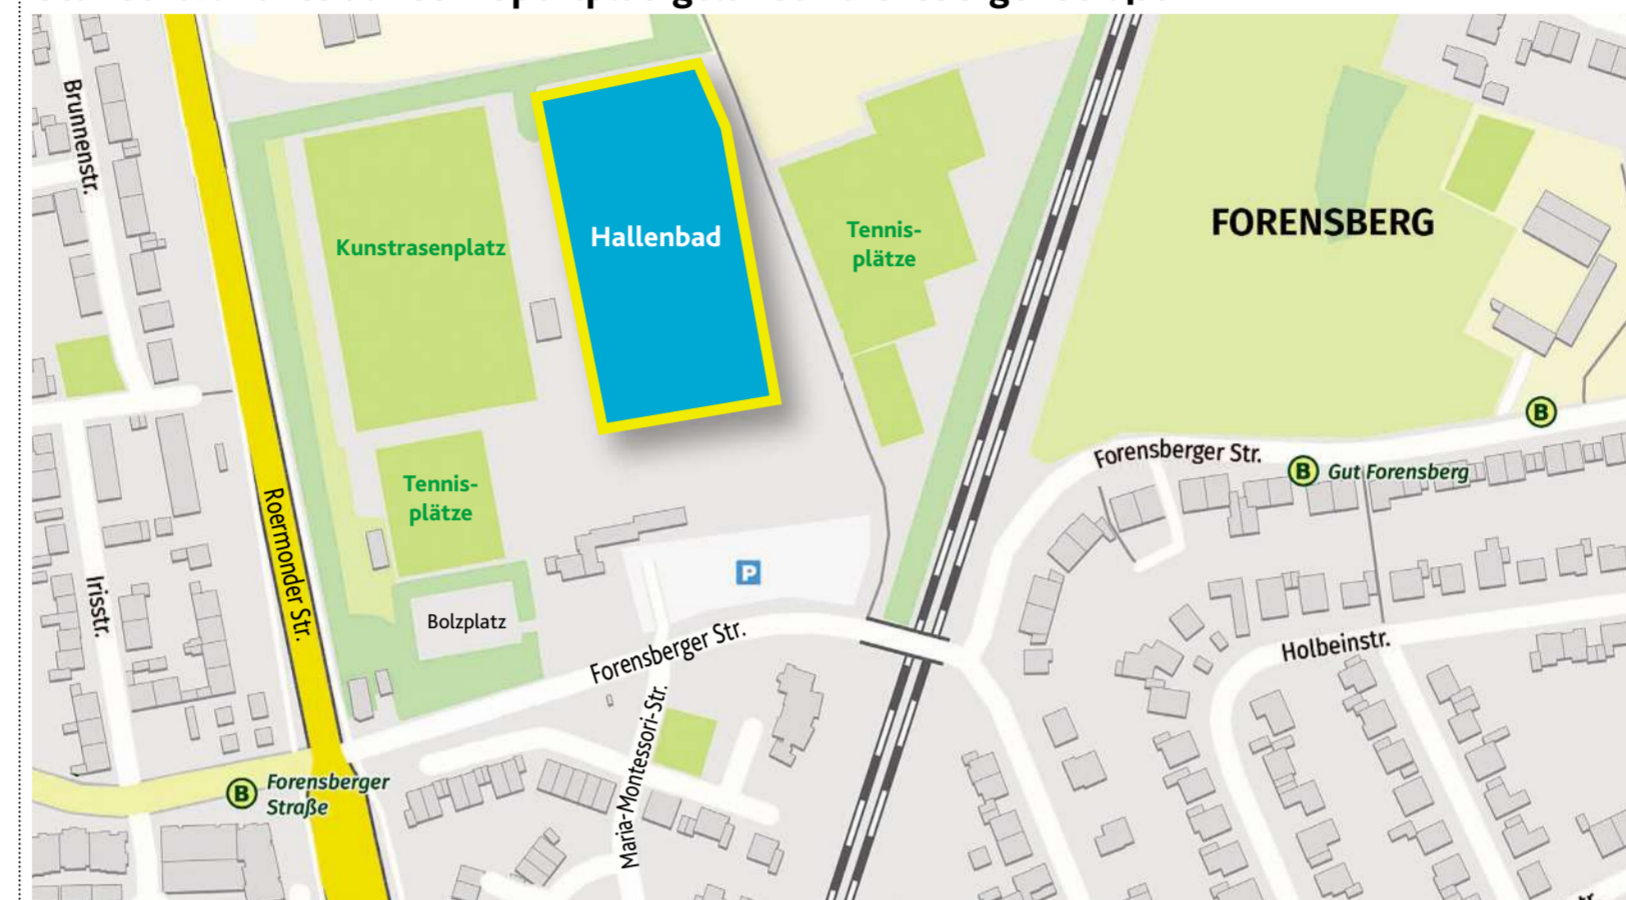 Brunnenstr.
Kunstrasenplatz
Hallenbad
Tennis-
plätze
FORENSBERG
B
Forensberger Str.
B Gut Forensberg
Roermonder Str.
Tennis-
plätze
P
Irisstr.
Bolzplatz
Forensberger Str.
Holbeinstr.
Maria-Montessori-Str.
B Forensberger
Straße